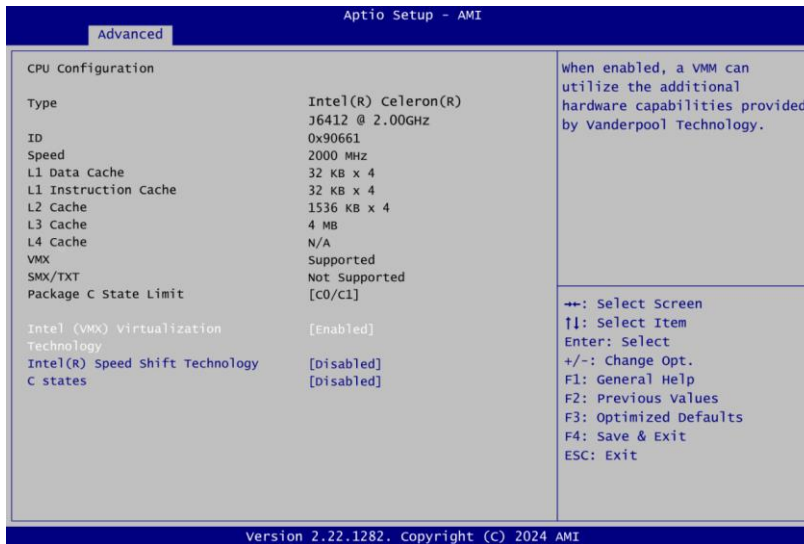 Aptio Setup - AMI
Advanced
CPU Configuration
Type Intel(R) Celeron(R)
J6412 @ 2.00GHz
ID 0x90661
Speed 2000 MHz
L1 Data Cache 32 KB x 4
L1 Instruction Cache 32 KB x 4
L2 Cache 1536 KB x 4
L3 Cache 4 MB
L4 Cache N/A
VMX Supported
SMX/TXT Not Supported
Package C State Limit [C0/C1]
Intel (VMX) Virtualization [Enabled]
Technology
Intel(R) Speed Shift Technology [Disabled]
C states [Disabled]
When enabled, a VMM can
utilize the additional
hardware capabilities provided
by Vanderpool Technology.
→←: Select Screen
↑↓: Select Item
Enter: Select
+/-: Change Opt.
F1: General Help
F2: Previous Values
F3: Optimized Defaults
F4: Save & Exit
ESC: Exit
Version 2.22.1282. Copyright (C) 2024 AMI